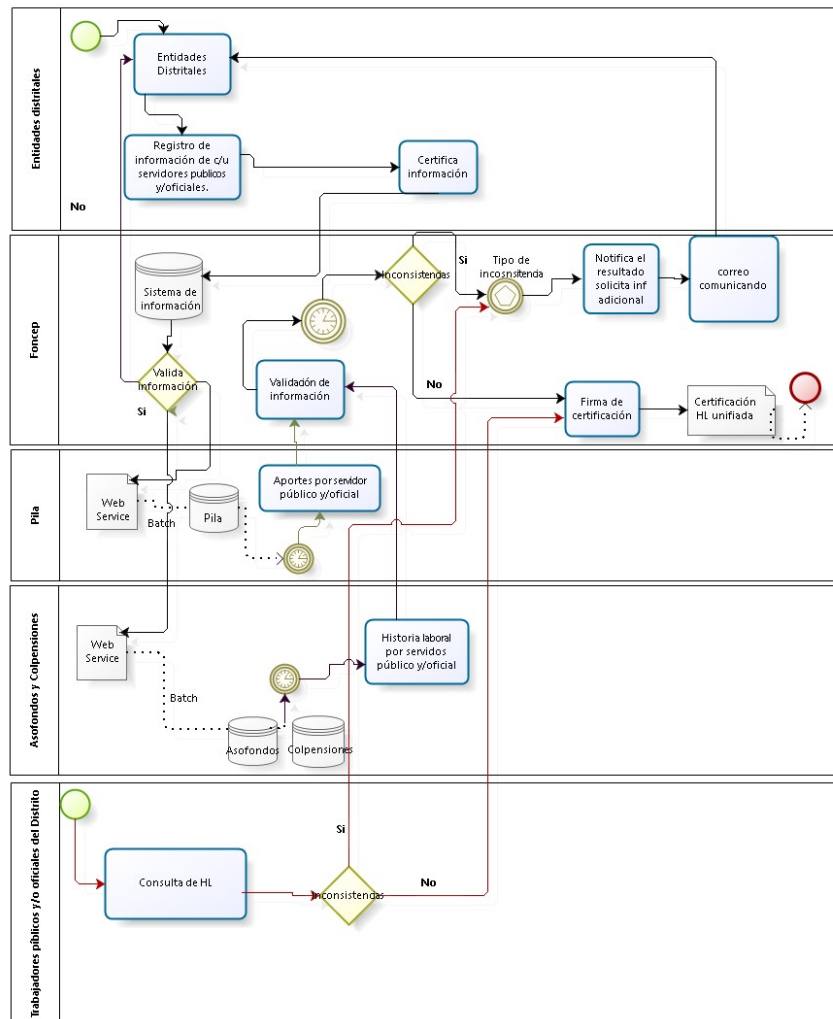 Entidades distritales
Entidades
Distritales
Registro de
información de c/u
servidores publicos
y/oficiales.
Certifica
información
No
Foncep
Sistema de
información
Inconsistendas
Si
Tipo de
incosnsitenda
Notifica el
resultado
solicita inf
adicional
correo
comunicando
Valida
información
Si
Validación de
información
No
Firma de
certificación
Certificación
HL unifiada
Pila
Web
Service
Batch
Pila
Aportes por servidor
público y/oficial
Asofondos y Colpensiones
Web
Service
Batch
Asofondos
Colpensiones
Historia laboral
por servidos
público y/oficial
Trabajadores píblicos y/o oficiales del Distrito
Consulta de HL
Si
Inconsistendas
No